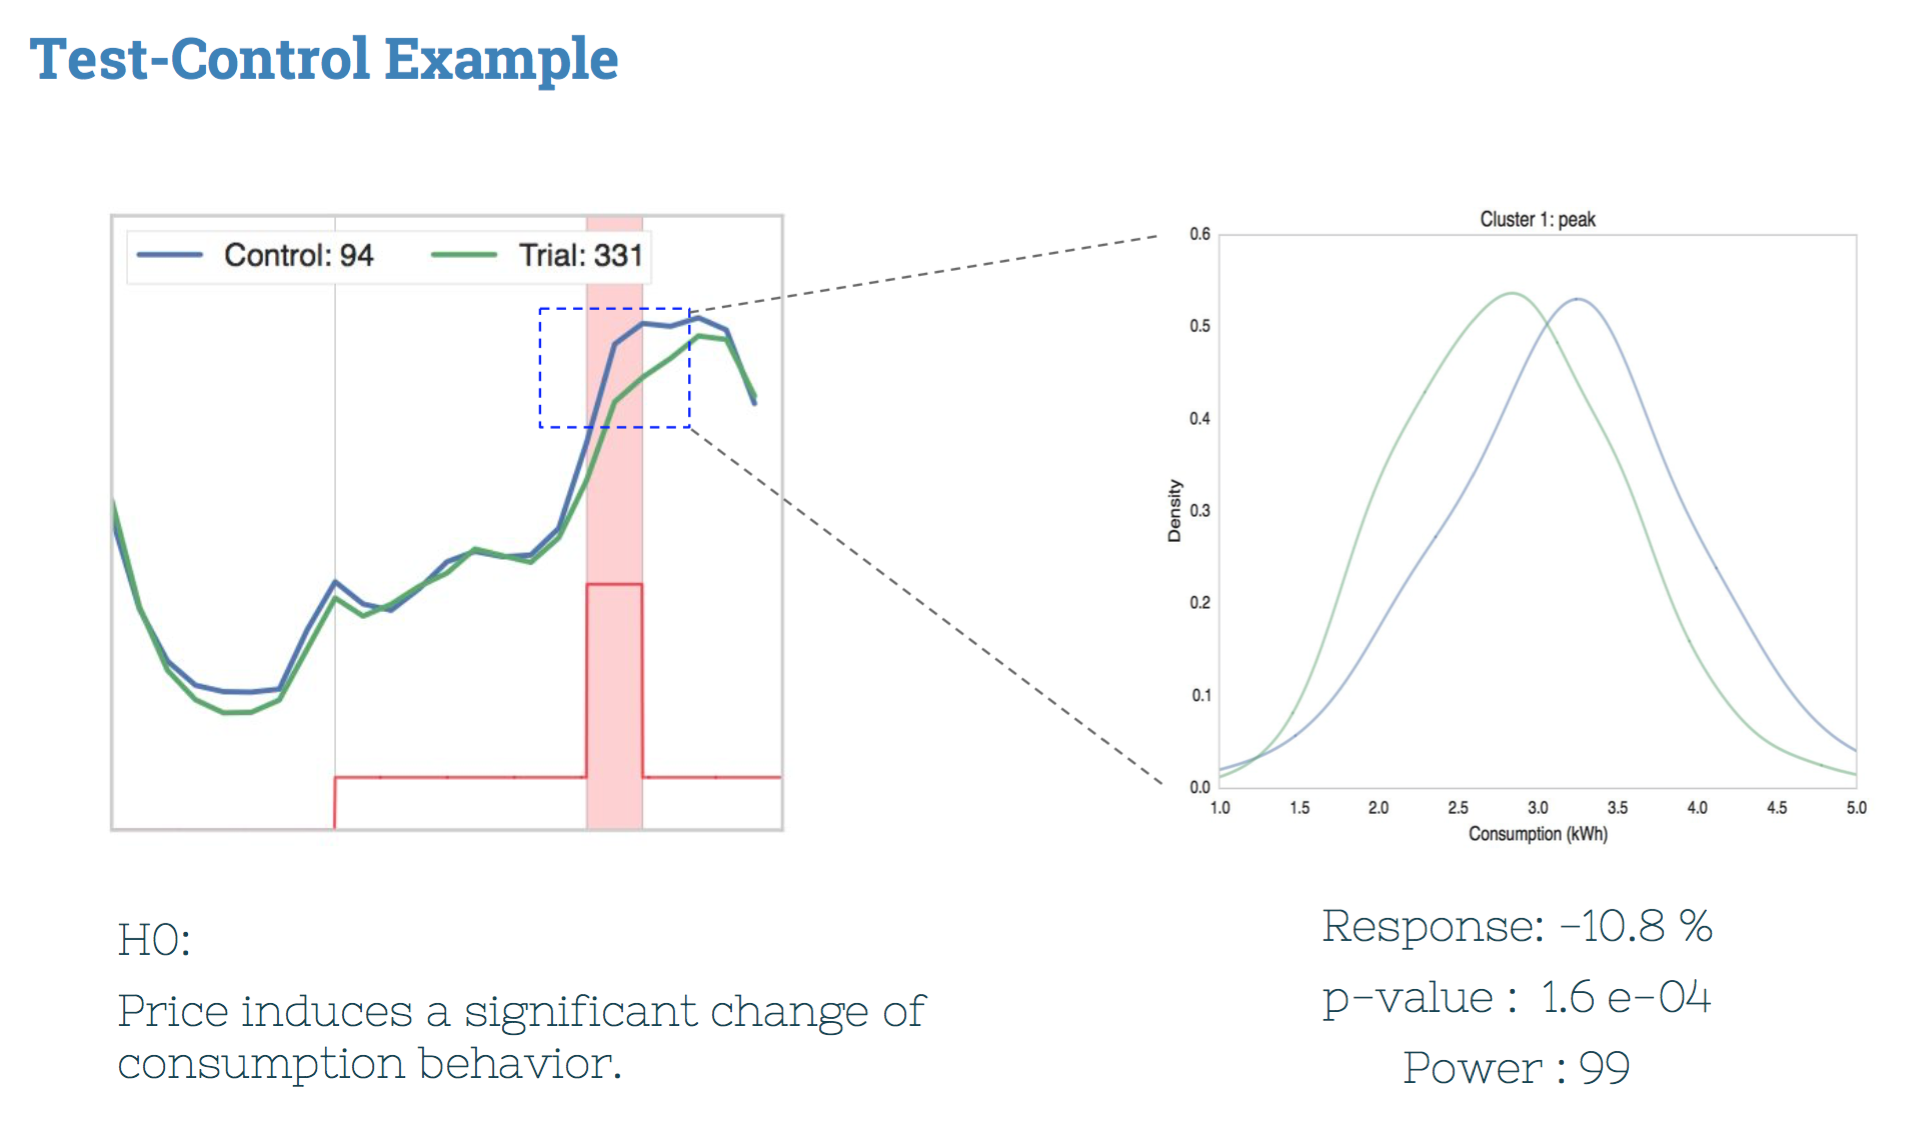 Test-Control Example
Control: 94 Trial: 331
Cluster 1: peak
0.6
0.5
0.4
0.3
0.2
0.1
0.0
Density
1.0 1.5 2.0 2.5 3.0 3.5 4.0 4.5 5.0
Consumption (kWh)
H0:
Price induces a significant change of
consumption behavior.
Response: -10.8 %
p-value : 1.6 e-04
Power : 99